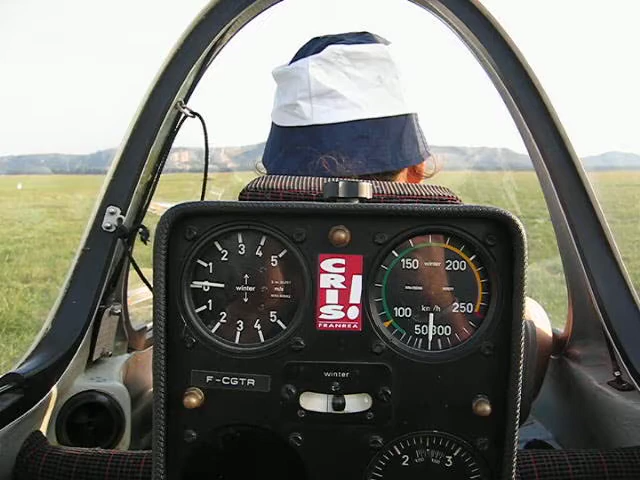 1 2 3 4 5
0
winter
m/s
1 2 3 4 5
CRIS!
FRANREA
150 winter 200
km/h
100 250
50 300
F-CGTR
winter
2 3